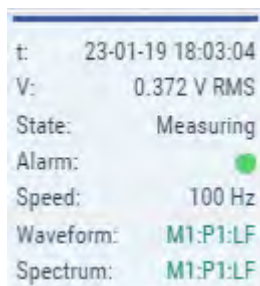 t: 23-01-19 18:03:04
V: 0.372 V RMS
State: Measuring
Alarm:
Speed: 100 Hz
Waveform: M1:P1:LF
Spectrum: M1:P1:LF